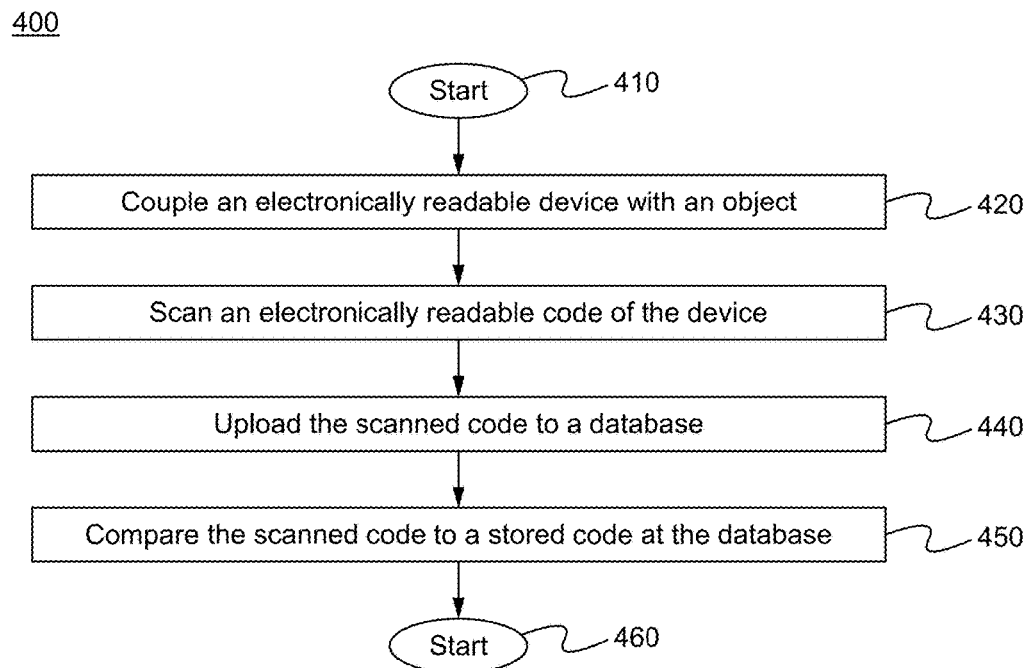 400
Start
410
Couple an electronically readable device with an object
420
Scan an electronically readable code of the device
430
Upload the scanned code to a database
440
Compare the scanned code to a stored code at the database
450
Start
460